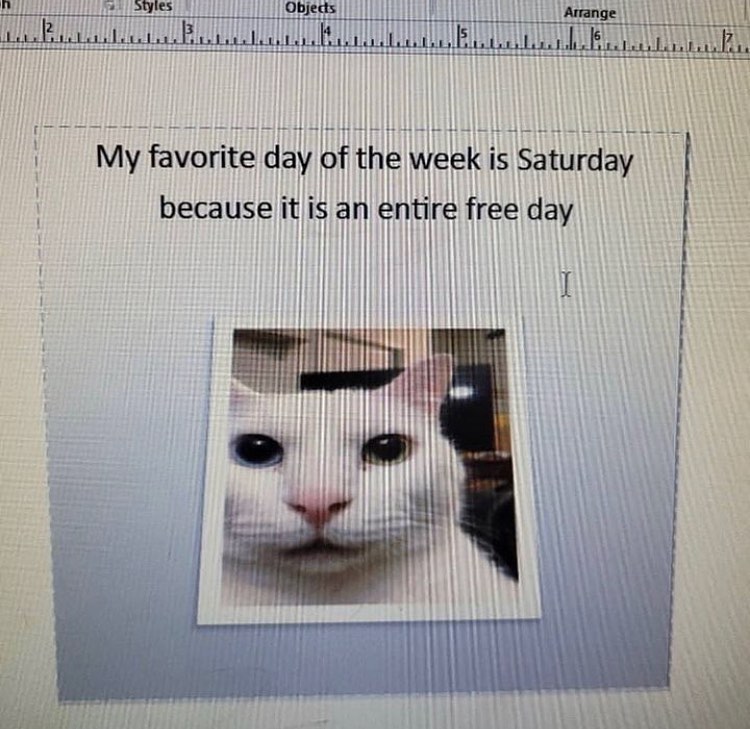 Styles Objects Arrange
2 3 4 5 6 7
My favorite day of the week is Saturday
because it is an entire free day